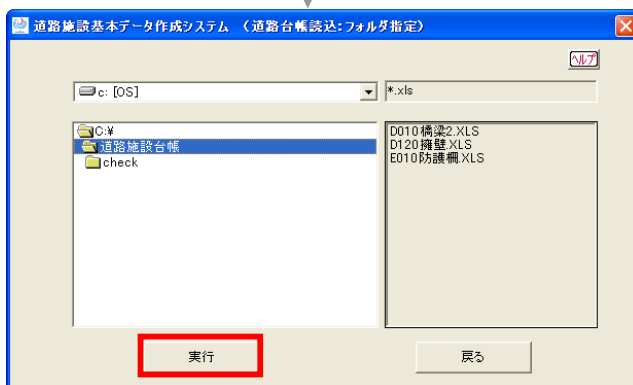 道路施設基本データ作成システム （道路台帳読込:フォルダ指定）
ヘルプ
c: [OS]
*.xls
C:¥
道路施設台帳
check
D010橋梁2.XLS
D120擁壁.XLS
E010防護柵.XLS
実行
戻る